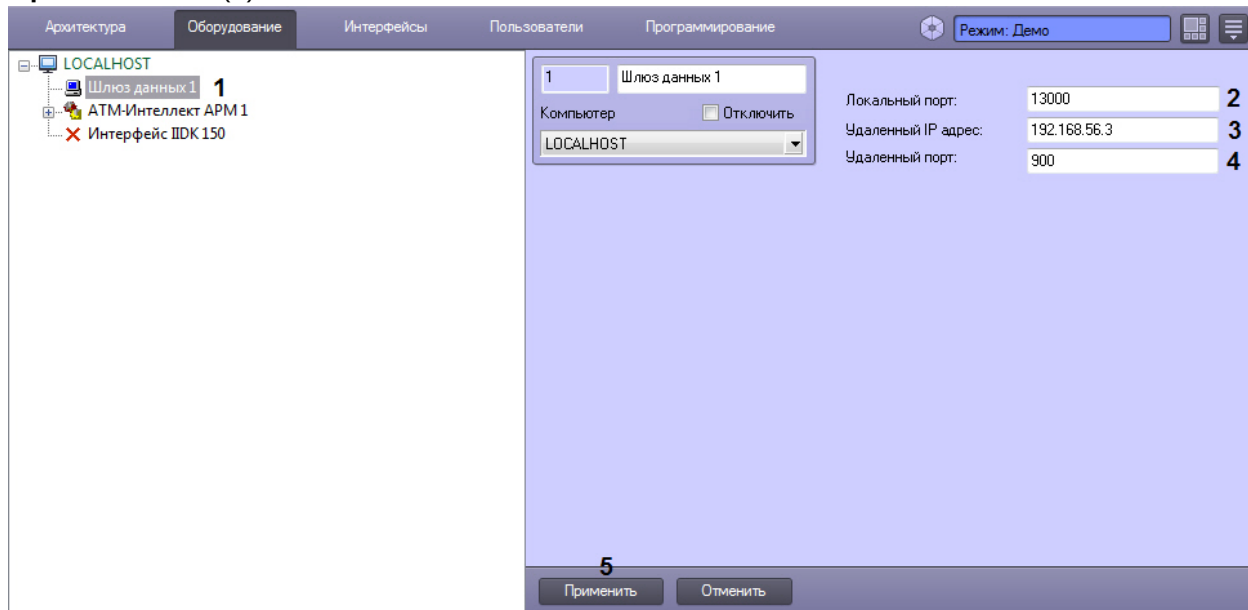 Архитектура Оборудование Интерфейсы Пользователи Программирование Режим: Демо
LOCALHOST
Шлюз данных 1 1
АТМ-Интеллект АРМ 1
Интерфейс IIDK 150
1 Шлюз данных 1
Компьютер Отключить
LOCALHOST
Локальный порт: 13000 2
Удаленный IP адрес: 192.168.56.3 3
Удаленный порт: 900 4
5
Применить Отменить